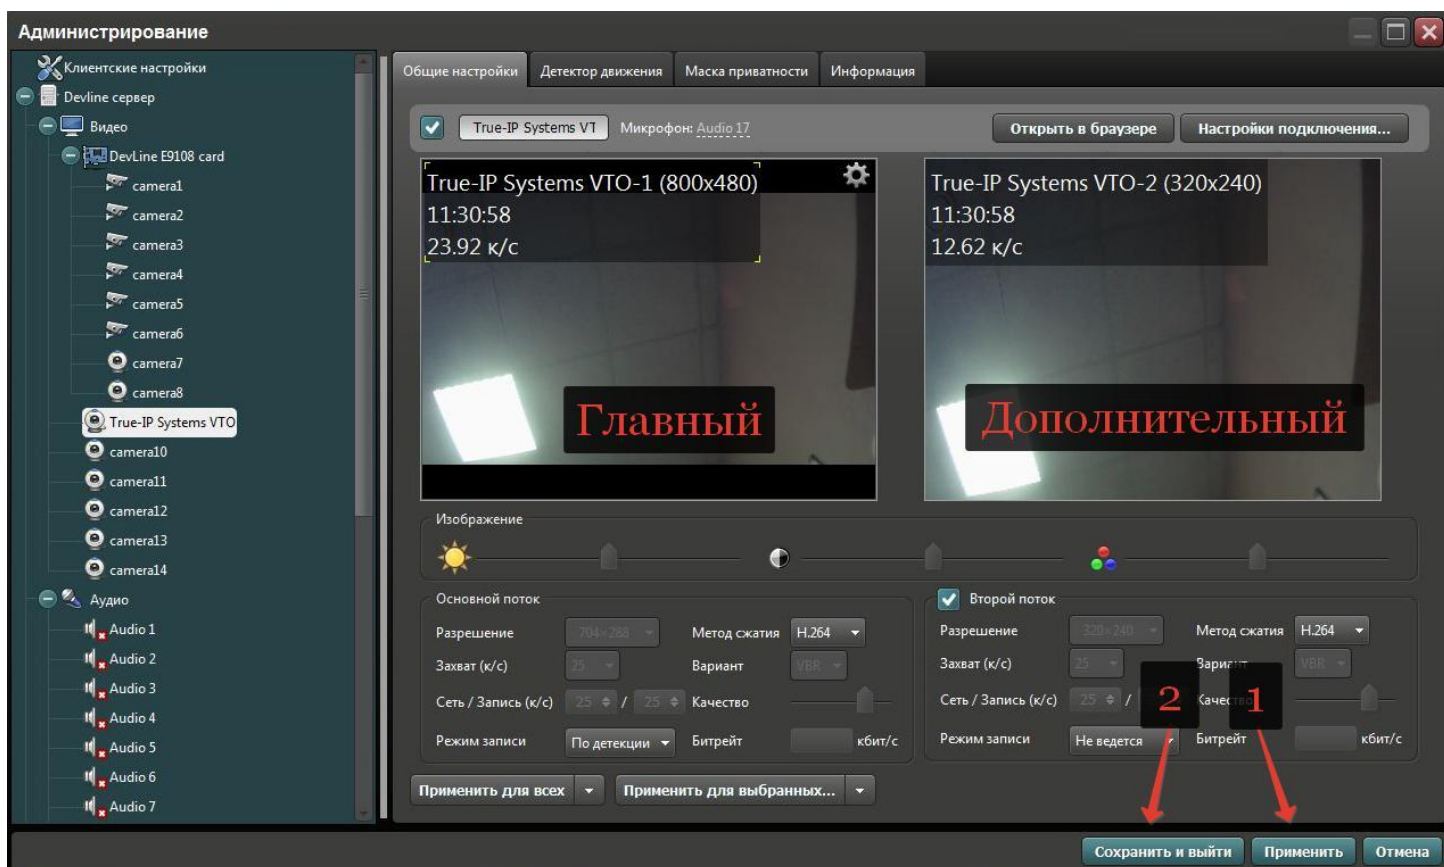 Администрирование
Клиентские настройки
Devline сервер
Видео
DevLine E9108 card
camera1
camera2
camera3
camera4
camera5
camera6
camera7
camera8
True-IP Systems VTO
camera10
camera11
camera12
camera13
camera14
Аудио
Audio 1
Audio 2
Audio 3
Audio 4
Audio 5
Audio 6
Audio 7
Общие настройки Детектор движения Маска приватности Информация
True-IP Systems VT Микрофон: Audio 17 Открыть в браузере Настройки подключения...
True-IP Systems VTO-1 (800x480)
11:30:58
23.92 к/с
Главный
True-IP Systems VTO-2 (320x240)
11:30:58
12.62 к/с
Дополнительный
Изображение
Основной поток
Разрешение 704×288 Метод сжатия H.264
Захват (к/с) 25 Вариант VBR
Сеть / Запись (к/с) 25 / 25 Качество
Режим записи По детекции Битрейт кбит/с
Второй поток
Разрешение 320×240 Метод сжатия H.264
Захват (к/с) 25 Вариант VBR
Сеть / Запись (к/с) 25 / 2 Качество 1
Режим записи Не ведется Битрейт кбит/с
Применить для всех Применить для выбранных...
Сохранить и выйти Применить Отмена